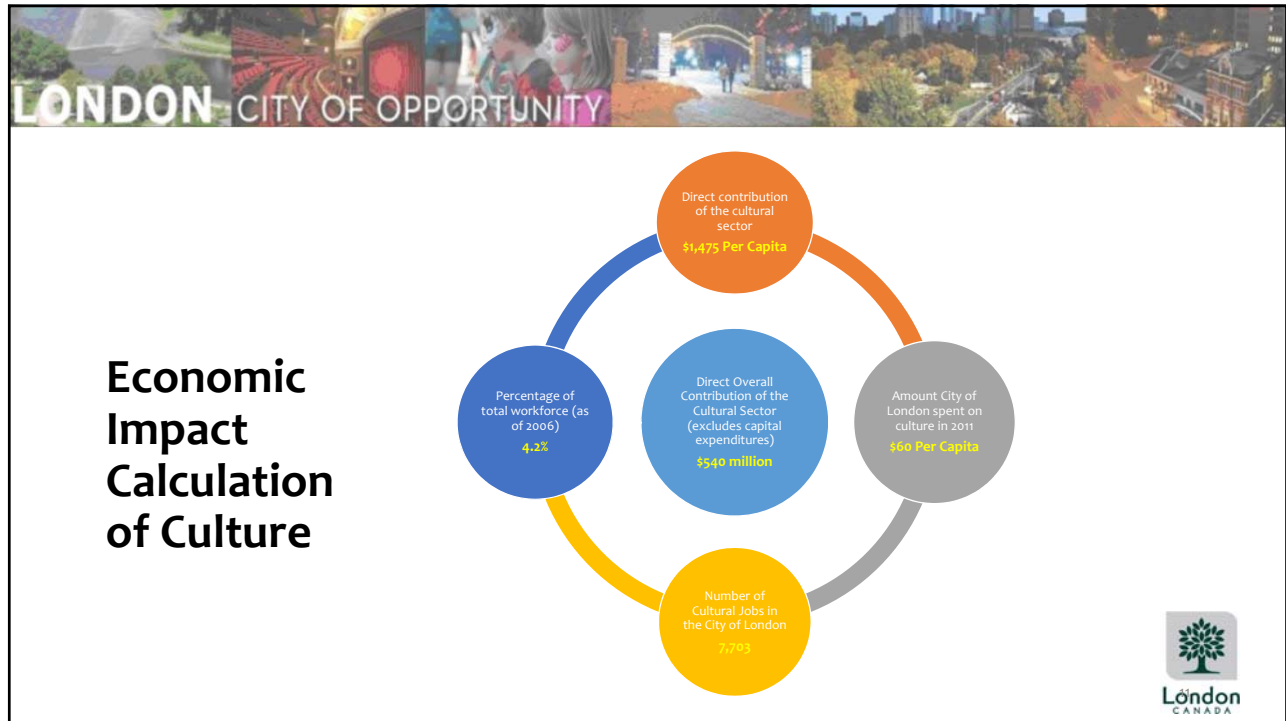 LONDON CITY OF OPPORTUNITY
Economic
Impact
Calculation
of Culture
Direct contribution
of the cultural
sector
$1,475 Per Capita
Percentage of
total workforce (as
of 2006)
4.2%
Direct Overall
Contribution of the
Cultural Sector
(excludes capital
expenditures)
$540 million
Amount City of
London spent on
culture in 2011
$60 Per Capita
Number of
Cultural Jobs in
the City of London
7,703
11
London
CANADA